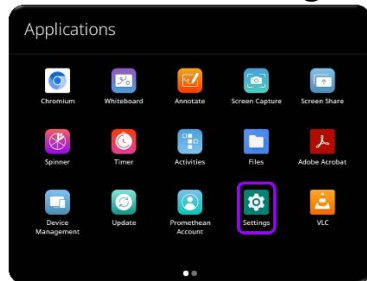 Applications
Chromium
Whiteboard
Annotate
Screen Capture
Screen Share
Spinner
Timer
Activities
Files
Adobe Acrobat
Device
Management
Update
Promethean
Account
Settings
VLC